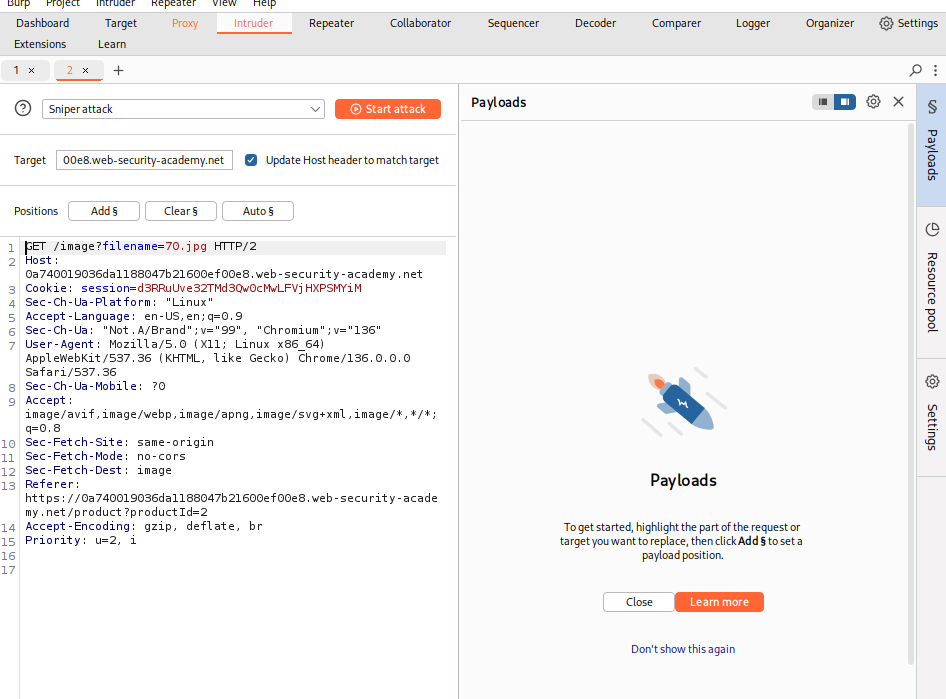 Burp Project Intruder Repeater View Help
Dashboard Target Proxy Intruder Repeater Collaborator Sequencer Decoder Comparer Logger Organizer Settings
Extensions Learn
1 × 2 × +
? Sniper attack Start attack
Target 00e8.web-security-academy.net Update Host header to match target
Positions Add § Clear § Auto §
1 GET /image?filename=70.jpg HTTP/2
2 Host:
0a740019036da1188047b21600ef00e8.web-security-academy.net
3 Cookie: session=d3RRuUve32TMd3Qw0cMwLFVjHXPSMYiM
4 Sec-Ch-Ua-Platform: "Linux"
5 Accept-Language: en-US,en;q=0.9
6 Sec-Ch-Ua: "Not.A/Brand";v="99", "Chromium";v="136"
7 User-Agent: Mozilla/5.0 (X11; Linux x86_64)
AppleWebKit/537.36 (KHTML, like Gecko) Chrome/136.0.0.0
Safari/537.36
8 Sec-Ch-Ua-Mobile: ?0
9 Accept:
image/avif,image/webp,image/apng,image/svg+xml,image/*,*/*;
q=0.8
10 Sec-Fetch-Site: same-origin
11 Sec-Fetch-Mode: no-cors
12 Sec-Fetch-Dest: image
13 Referer:
https://0a740019036da1188047b21600ef00e8.web-security-acade
my.net/product?productId=2
14 Accept-Encoding: gzip, deflate, br
15 Priority: u=2, i
16
17
Payloads
Payloads
To get started, highlight the part of the request or
target you want to replace, then click Add § to set a
payload position.
Close Learn more
Don't show this again
§ Payloads
Resource pool
Settings